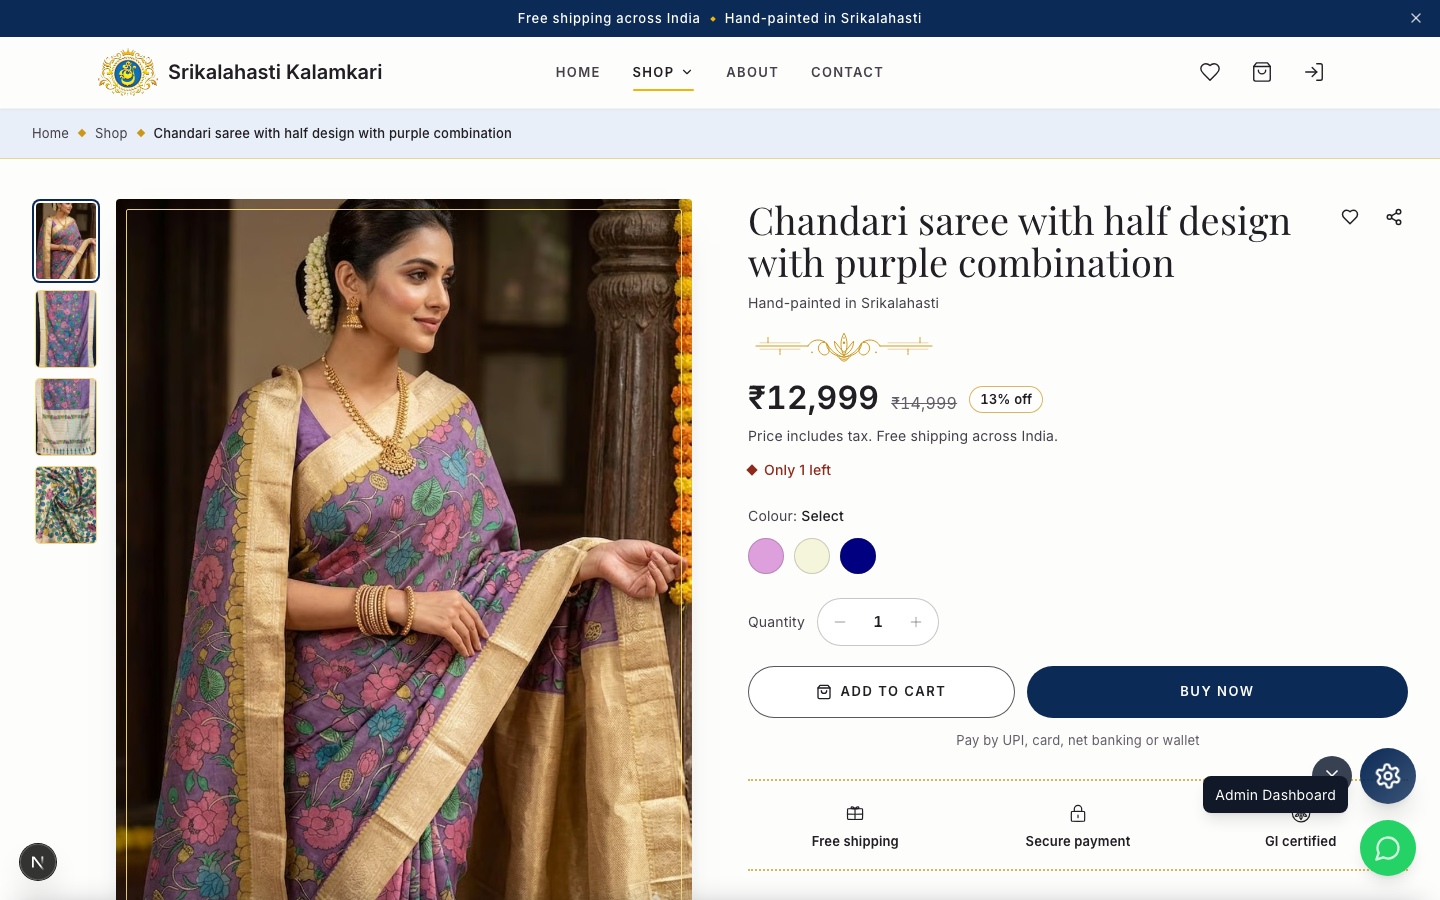 Free shipping across India ◆ Hand-painted in Srikalahasti
Srikalahasti Kalamkari
HOME
SHOP
ABOUT
CONTACT
Home ◆ Shop ◆ Chandari saree with half design with purple combination
Chandari saree with half design
with purple combination
Hand-painted in Srikalahasti
₹12,999 ₹14,999 13% off
Price includes tax. Free shipping across India.
Only 1 left
Colour: Select
Quantity
1
ADD TO CART
BUY NOW
Pay by UPI, card, net banking or wallet
Admin Dashboard
Free shipping
Secure payment
GI certified
N